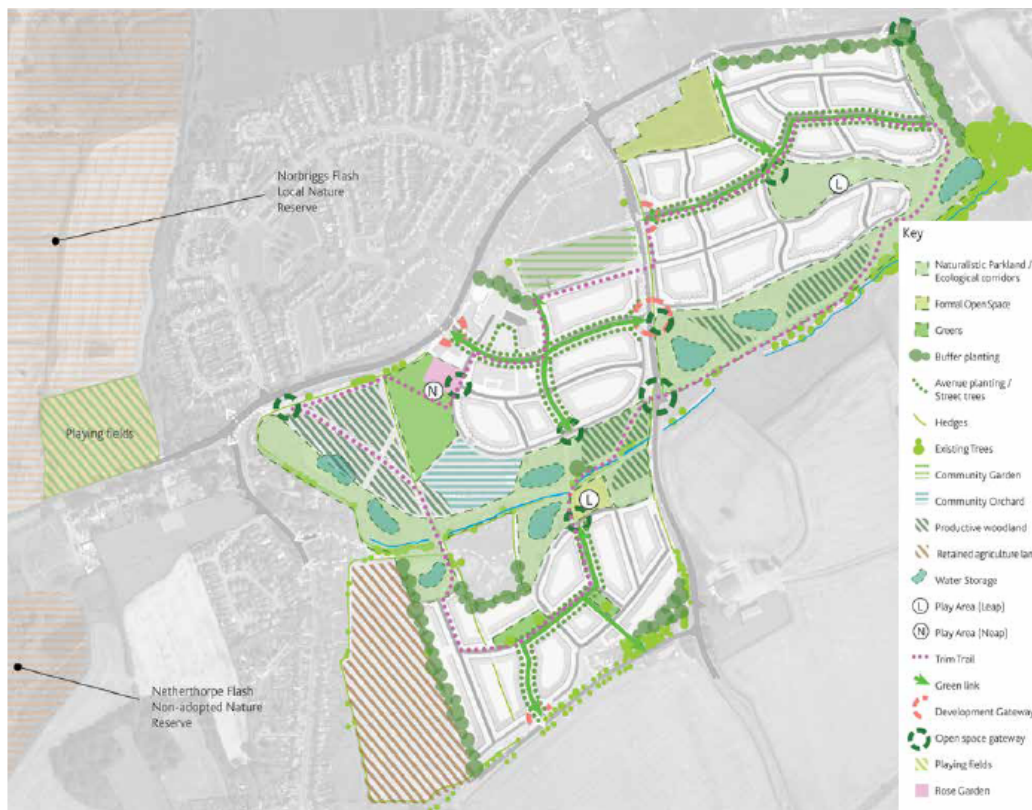 Norbriggs Flash
Local Nature
Reserve
L
Key
Naturalistic Parkland /
Ecological corridors
Formal Open Space
Greens
Buffer planting
Avenue planting /
Street trees
Hedges
Existing Trees
Community Garden
Community Orchard
Productive woodland
Retained agriculture lan
Water Storage
L Play Area (Leap)
N Play Area (Neap)
Trim Trail
Green link
Development Gateway
Open space gateway
Playing fields
Rose Garden
N
Playing fields
L
Netherthorpe Flash
Non-adopted Nature
Reserve